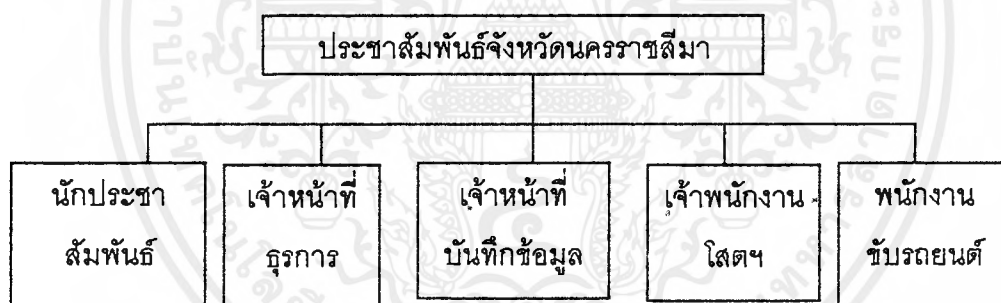 ประชาสัมพันธ์จังหวัดนครราชสีมา
นักประชา
สัมพันธ์
เจ้าหน้าที่
ธุรการ
เจ้าหน้าที่
บันทึกข้อมูล
เจ้าพนักงาน
โสตฯ
พนักงาน
ขับรถยนต์